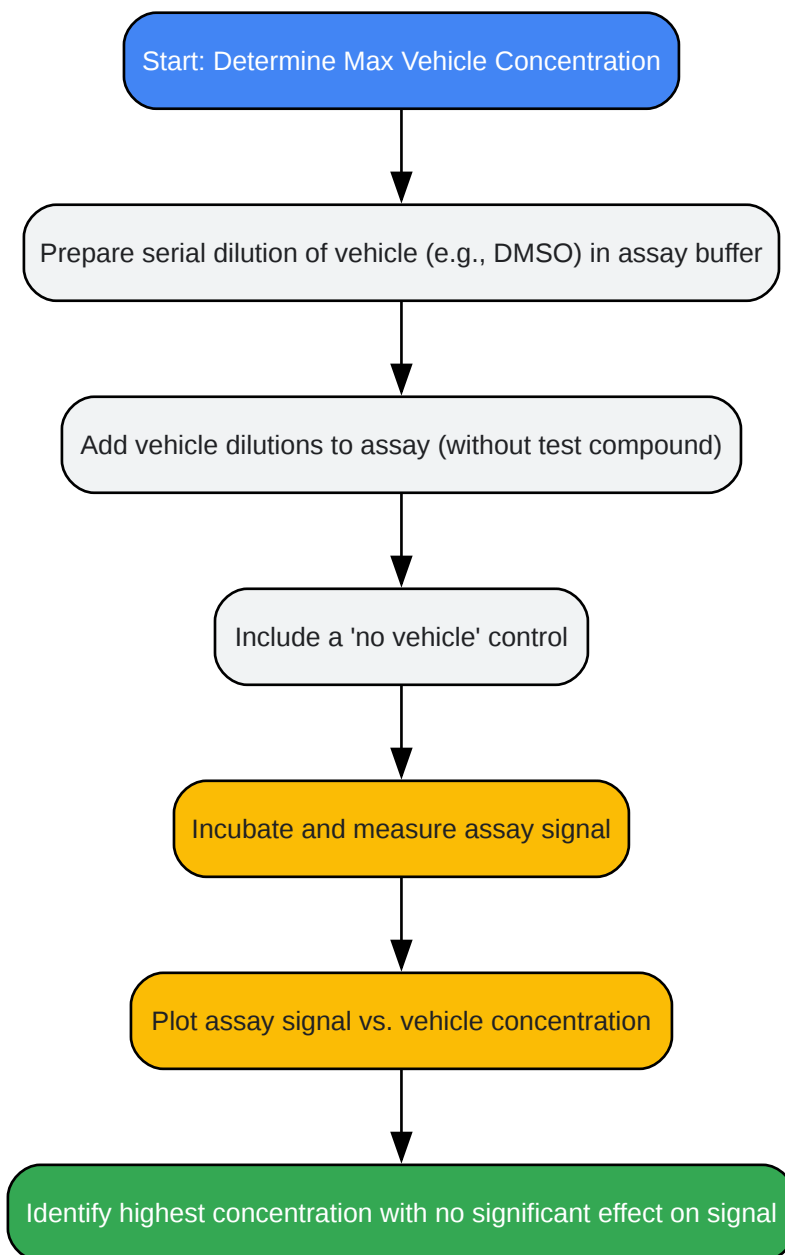 Start: Determine Max Vehicle Concentration
Prepare serial dilution of vehicle (e.g., DMSO) in assay buffer
Add vehicle dilutions to assay (without test compound)
Include a 'no vehicle' control
Incubate and measure assay signal
Plot assay signal vs. vehicle concentration
Identify highest concentration with no significant effect on signal